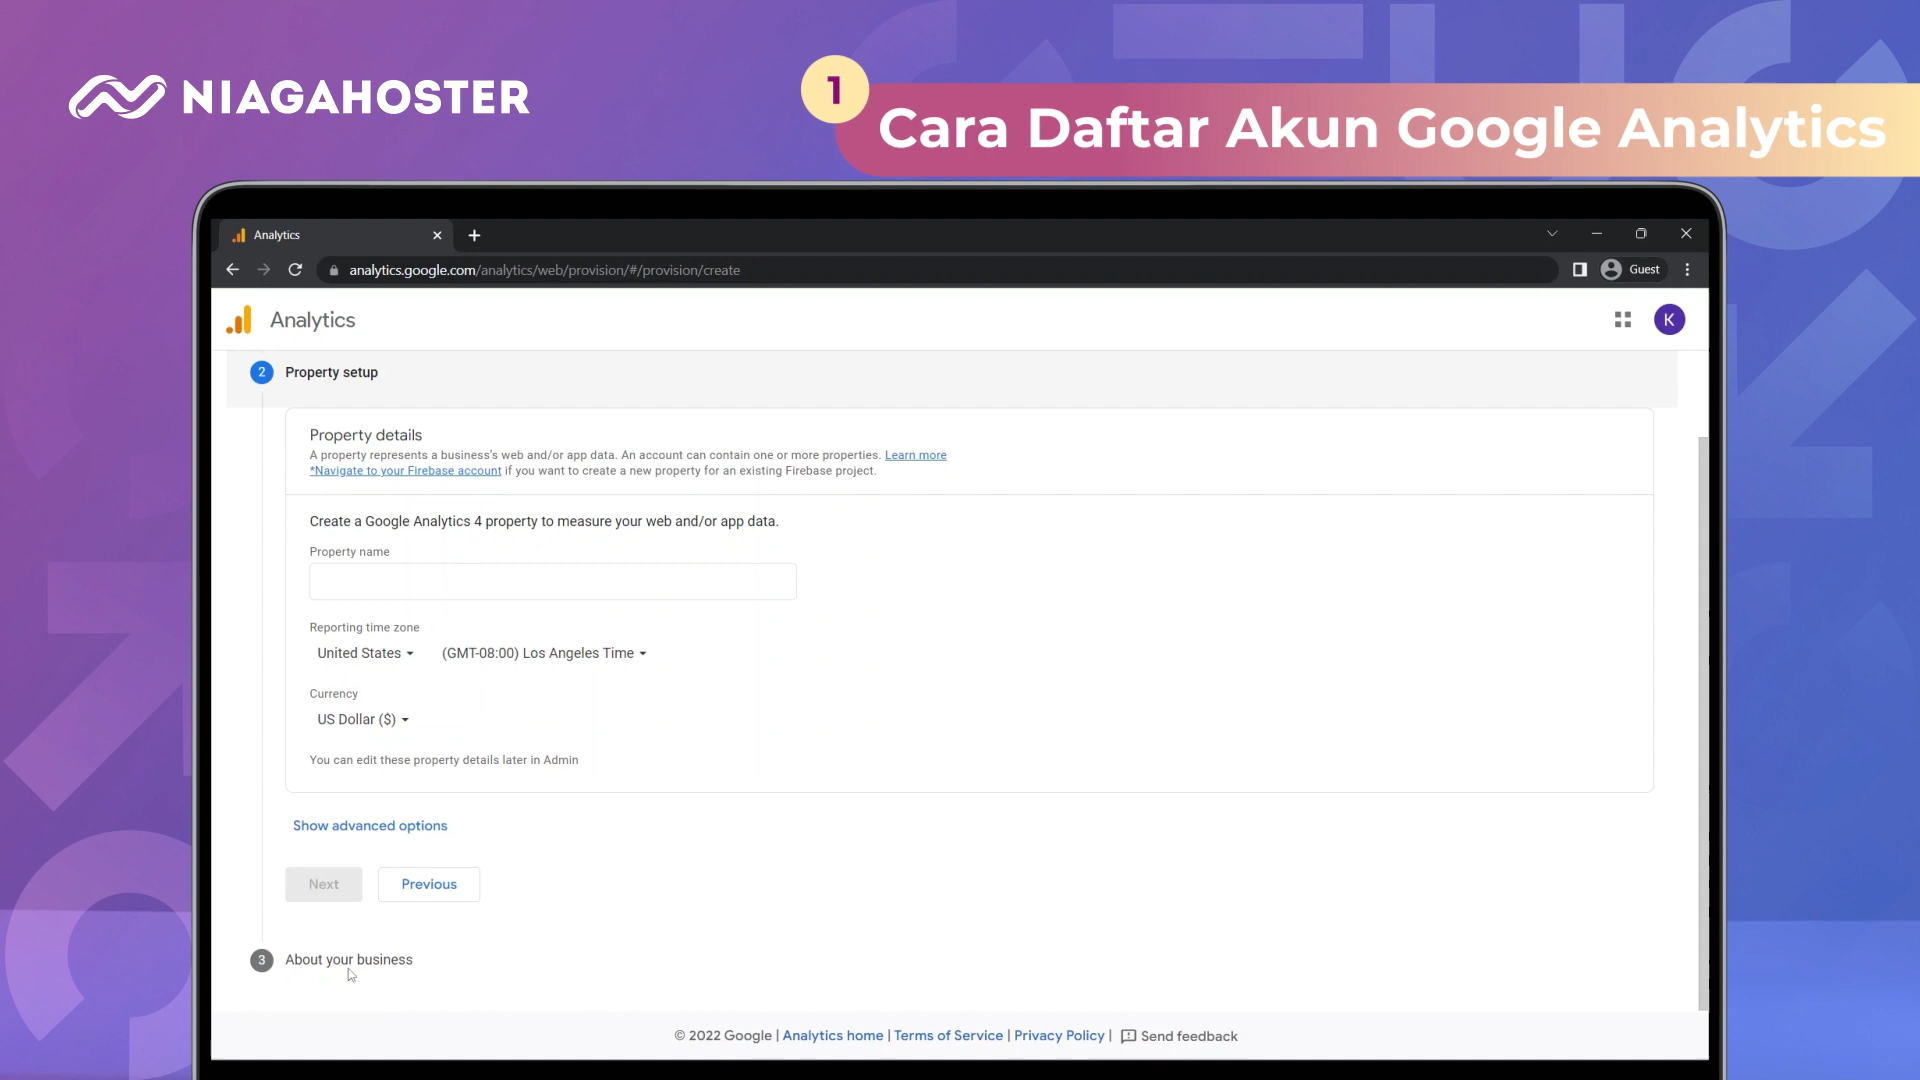 NIAGAHOSTER
1
Cara Daftar Akun Google Analytics
Analytics
analytics.google.com/analytics/web/provision/#/provision/create
Guest
Analytics
K
2 Property setup
Property details
A property represents a business's web and/or app data. An account can contain one or more properties. Learn more
*Navigate to your Firebase account if you want to create a new property for an existing Firebase project.
Create a Google Analytics 4 property to measure your web and/or app data.
Property name
Reporting time zone
United States (GMT-08:00) Los Angeles Time
Currency
US Dollar ($)
You can edit these property details later in Admin
Show advanced options
Next Previous
3 About your business
© 2022 Google | Analytics home | Terms of Service | Privacy Policy | Send feedback